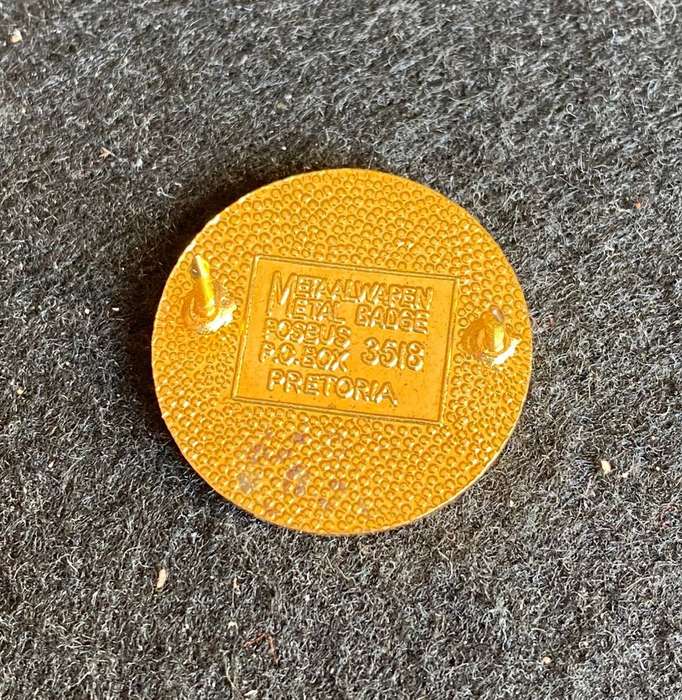 METAALWAPEN
METAL BADGE
POSBUS 3518
P.O.BOX
PRETORIA